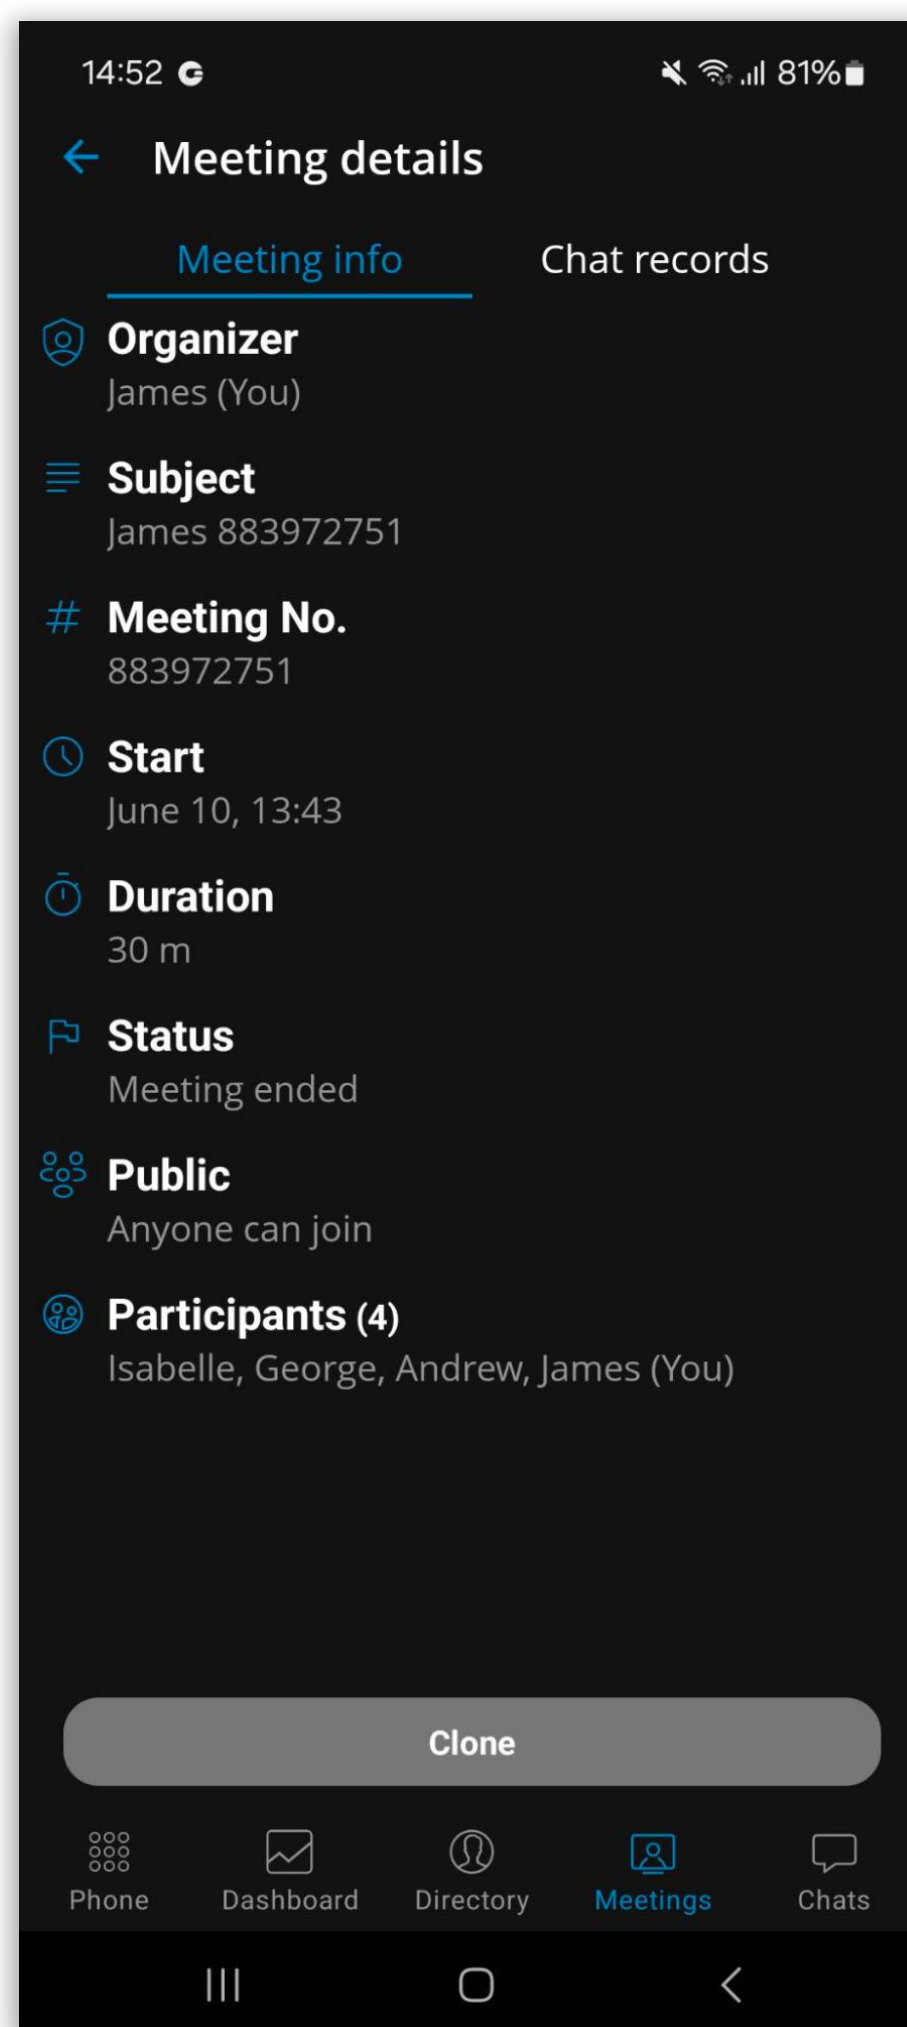 14:52 G 81%
Meeting details
Meeting info Chat records
Organizer
James (You)
Subject
James 883972751
# Meeting No.
883972751
Start
June 10, 13:43
Duration
30 m
Status
Meeting ended
Public
Anyone can join
Participants (4)
Isabelle, George, Andrew, James (You)
Clone
Phone Dashboard Directory Meetings Chats